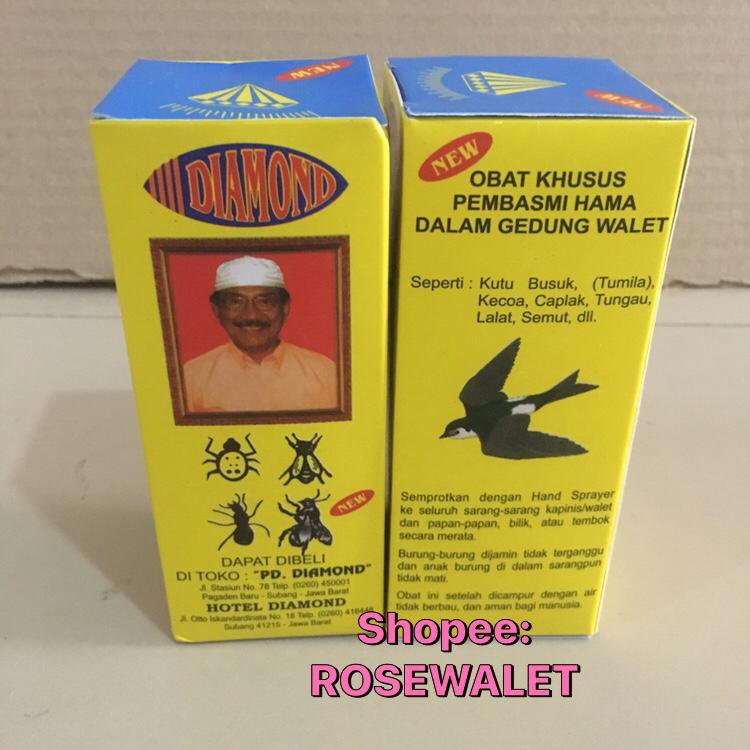 NEW
DIAMOND
NEW
DAPAT DIBELI
DI TOKO : "PD. DIAMOND"
Jl. Stasiun No. 78 Telp. (0260) 450001
Pagaden Baru - Subang - Jawa Barat
HOTEL DIAMOND
Jl. Otto Iskandardinata No. 18 Telp. (0260) 416448
Subang 41215 - Jawa Barat
NEW
NEW
OBAT KHUSUS
PEMBASMI HAMA
DALAM GEDUNG WALET
Seperti : Kutu Busuk, (Tumila),
Kecoa, Caplak, Tungau,
Lalat, Semut, dll.
Semprotkan dengan Hand Sprayer
ke seluruh sarang-sarang kapinis/walet
dan papan-papan, bilik, atau tembok
secara merata.
Burung-burung dijamin tidak terganggu
dan anak burung di dalam sarangpun
tidak mati.
Obat ini setelah dicampur dengan air
tidak berbau, dan aman bagi manusia.
Shopee:
ROSEWALET